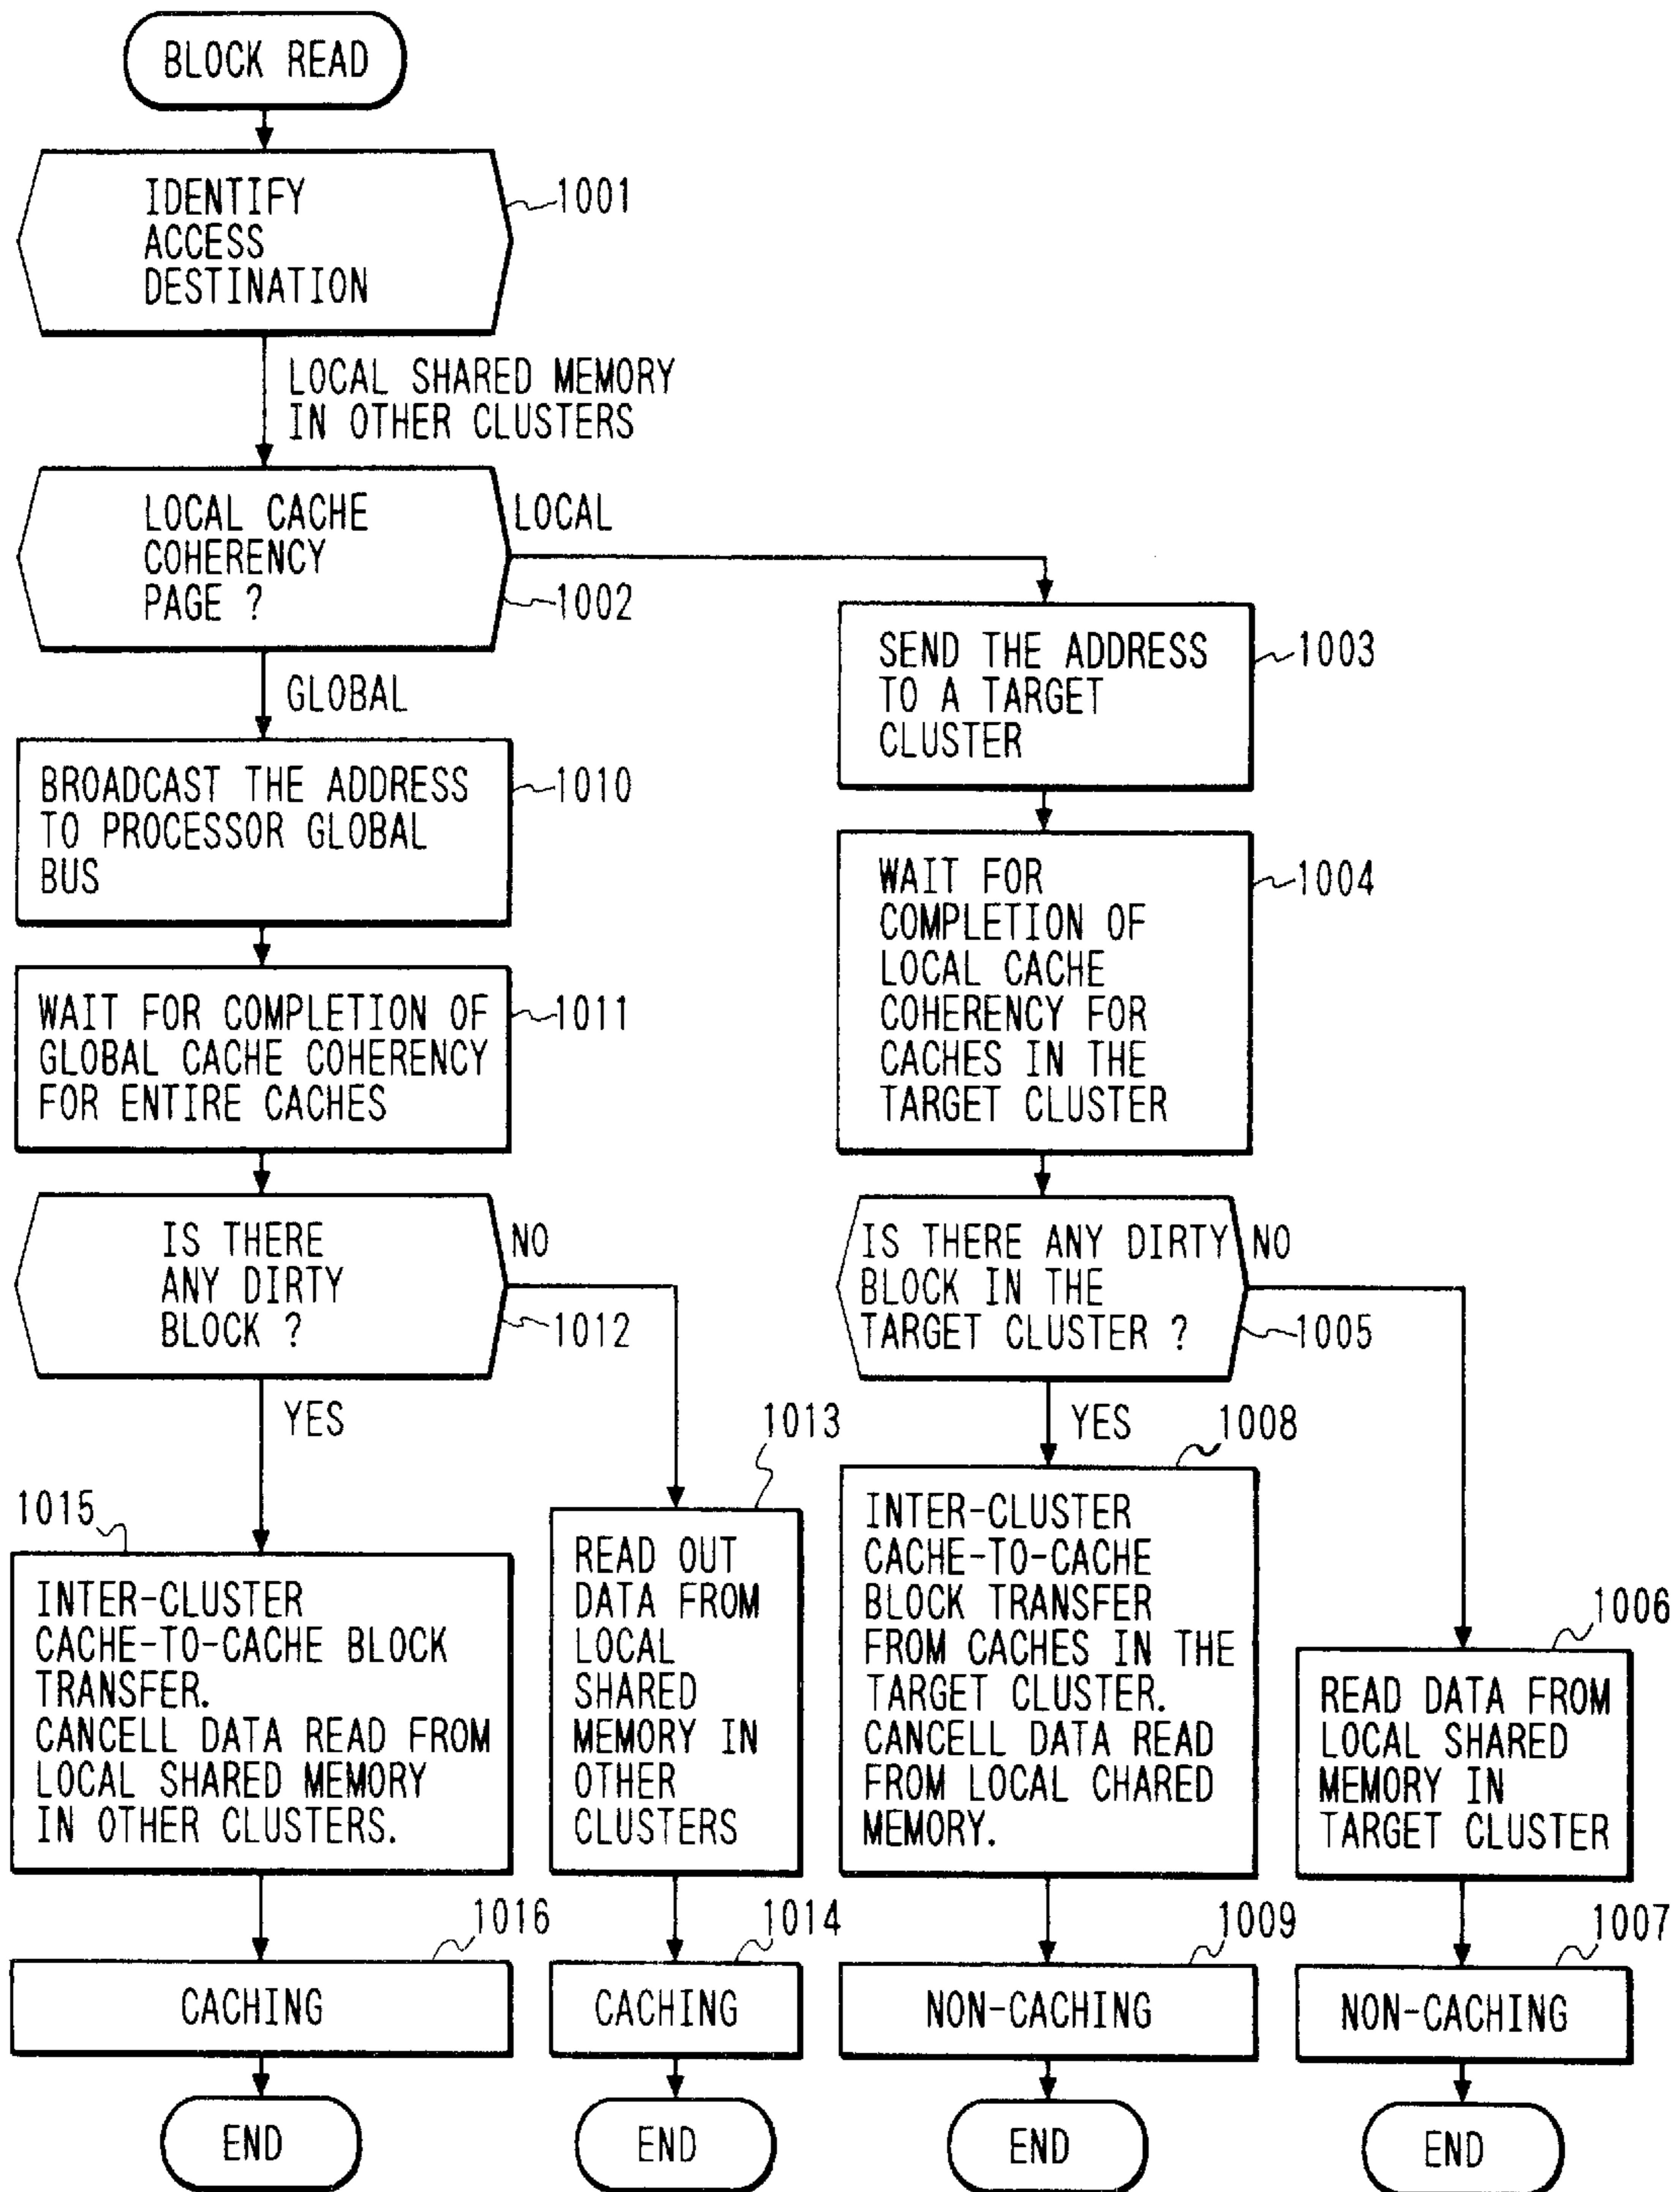 BLOCK READ
IDENTIFY
ACCESS
DESTINATION
1001
LOCAL SHARED MEMORY
IN OTHER CLUSTERS
LOCAL CACHE
COHERENCY
PAGE ?
LOCAL
1002
GLOBAL
SEND THE ADDRESS
TO A TARGET
CLUSTER
1003
BROADCAST THE ADDRESS
TO PROCESSOR GLOBAL
BUS
1010
WAIT FOR
COMPLETION OF
LOCAL CACHE
COHERENCY FOR
CACHES IN THE
TARGET CLUSTER
1004
WAIT FOR COMPLETION OF
GLOBAL CACHE COHERENCY
FOR ENTIRE CACHES
1011
IS THERE
ANY DIRTY
BLOCK ?
NO
1012
YES
IS THERE ANY DIRTY
BLOCK IN THE
TARGET CLUSTER ?
NO
1005
YES
1015
INTER-CLUSTER
CACHE-TO-CACHE BLOCK
TRANSFER.
CANCELL DATA READ FROM
LOCAL SHARED MEMORY
IN OTHER CLUSTERS.
1013
READ OUT
DATA FROM
LOCAL
SHARED
MEMORY IN
OTHER
CLUSTERS
1008
INTER-CLUSTER
CACHE-TO-CACHE
BLOCK TRANSFER
FROM CACHES IN THE
TARGET CLUSTER.
CANCELL DATA READ
FROM LOCAL CHARED
MEMORY.
1006
READ DATA FROM
LOCAL SHARED
MEMORY IN
TARGET CLUSTER
1016
CACHING
1014
CACHING
1009
NON-CACHING
1007
NON-CACHING
END
END
END
END